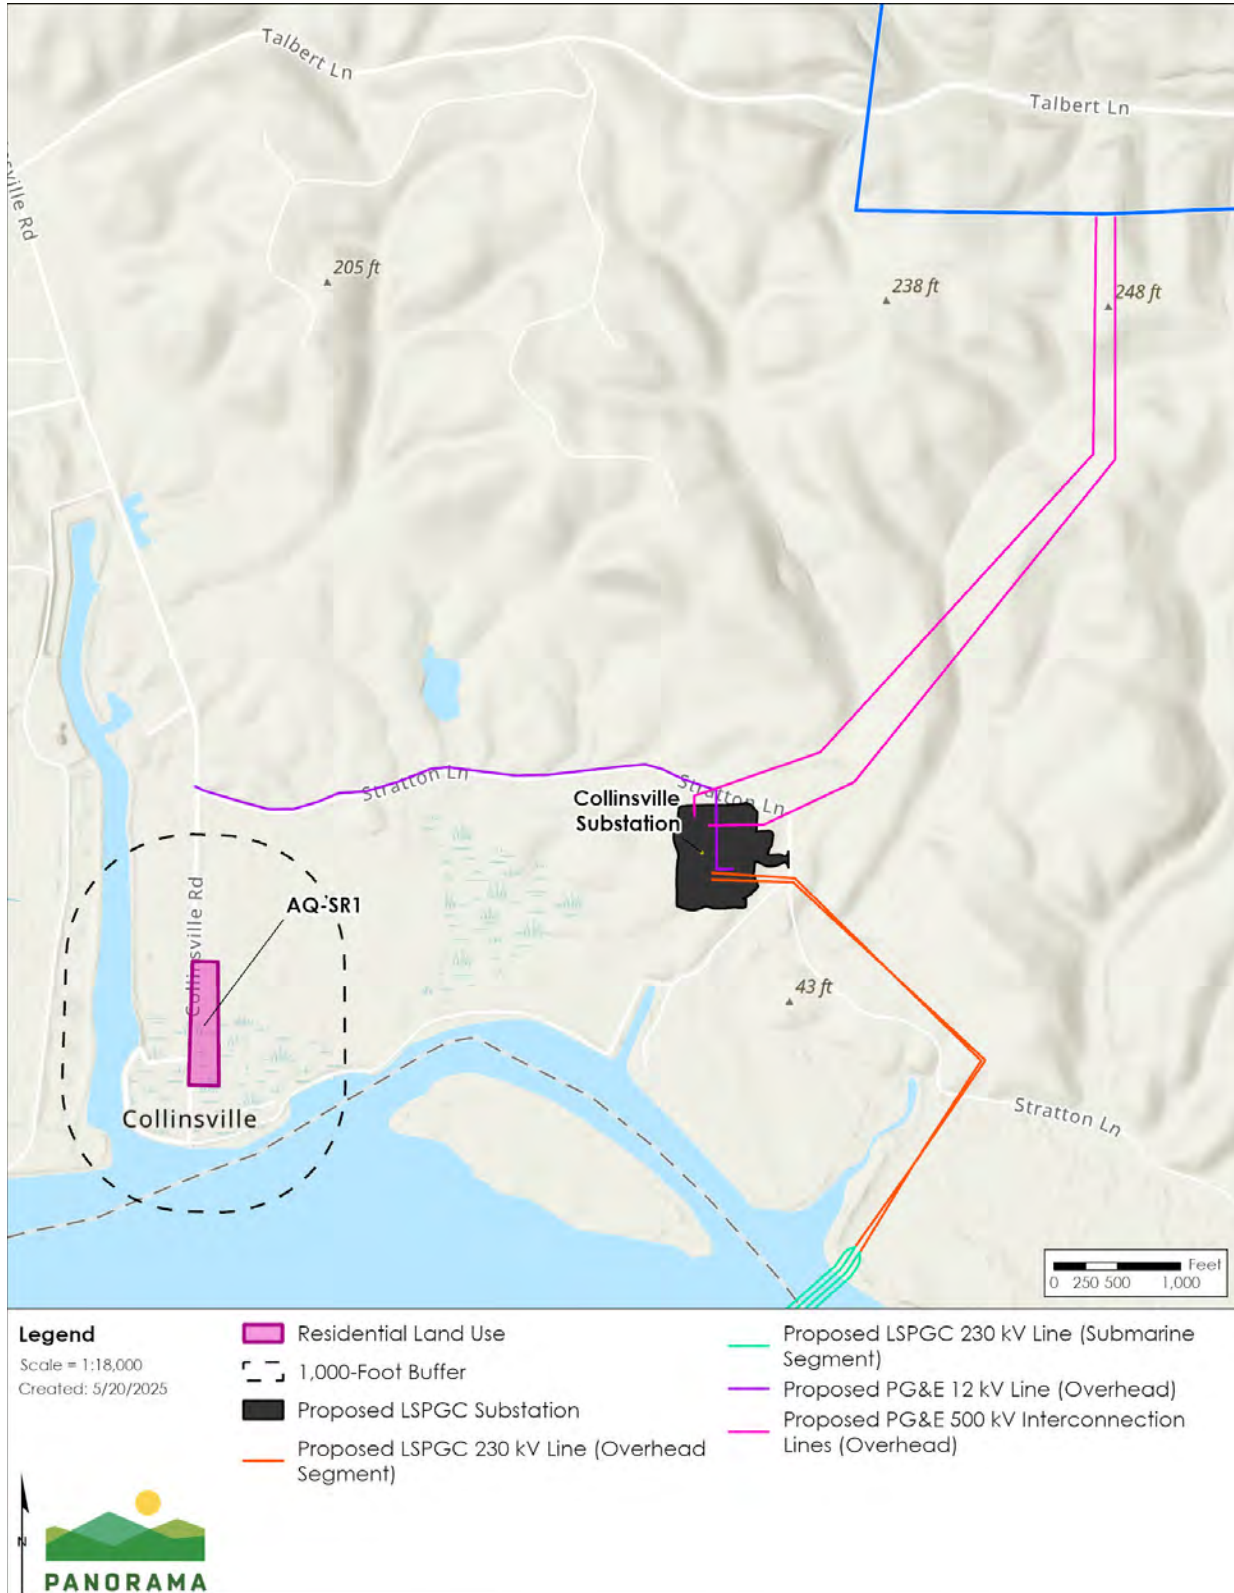 Talbert Ln
Talbert Ln
sville Rd
205 ft
238 ft
248 ft
Stratton Ln
Stratton Ln
Collinsville
Substation
AQ-SR1
Collinsville Rd
43 ft
Collinsville
Stratton Ln
Feet
0 250 500 1,000
Legend
Scale = 1:18,000
Created: 5/20/2025
Residential Land Use
1,000-Foot Buffer
Proposed LSPGC Substation
Proposed LSPGC 230 kV Line (Overhead
Segment)
Proposed LSPGC 230 kV Line (Submarine
Segment)
Proposed PG&E 12 kV Line (Overhead)
Proposed PG&E 500 kV Interconnection
Lines (Overhead)
N
PANORAMA